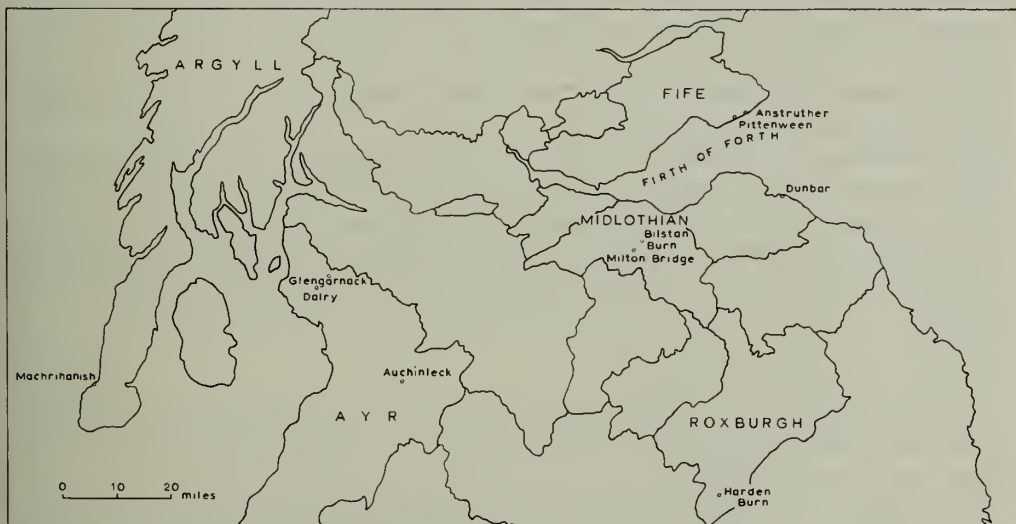 ARGYLL
FIFE
Anstruther
Pittenween
FIRTH OF FORTH
Dunbar
MIDLOTHIAN
Bilstan
Burn
Milton Bridge
Glengarnack
Dalry
Machrihanish
Auchinleck
AYR
ROXBURGH
0 10 20 miles
Harden
Burn